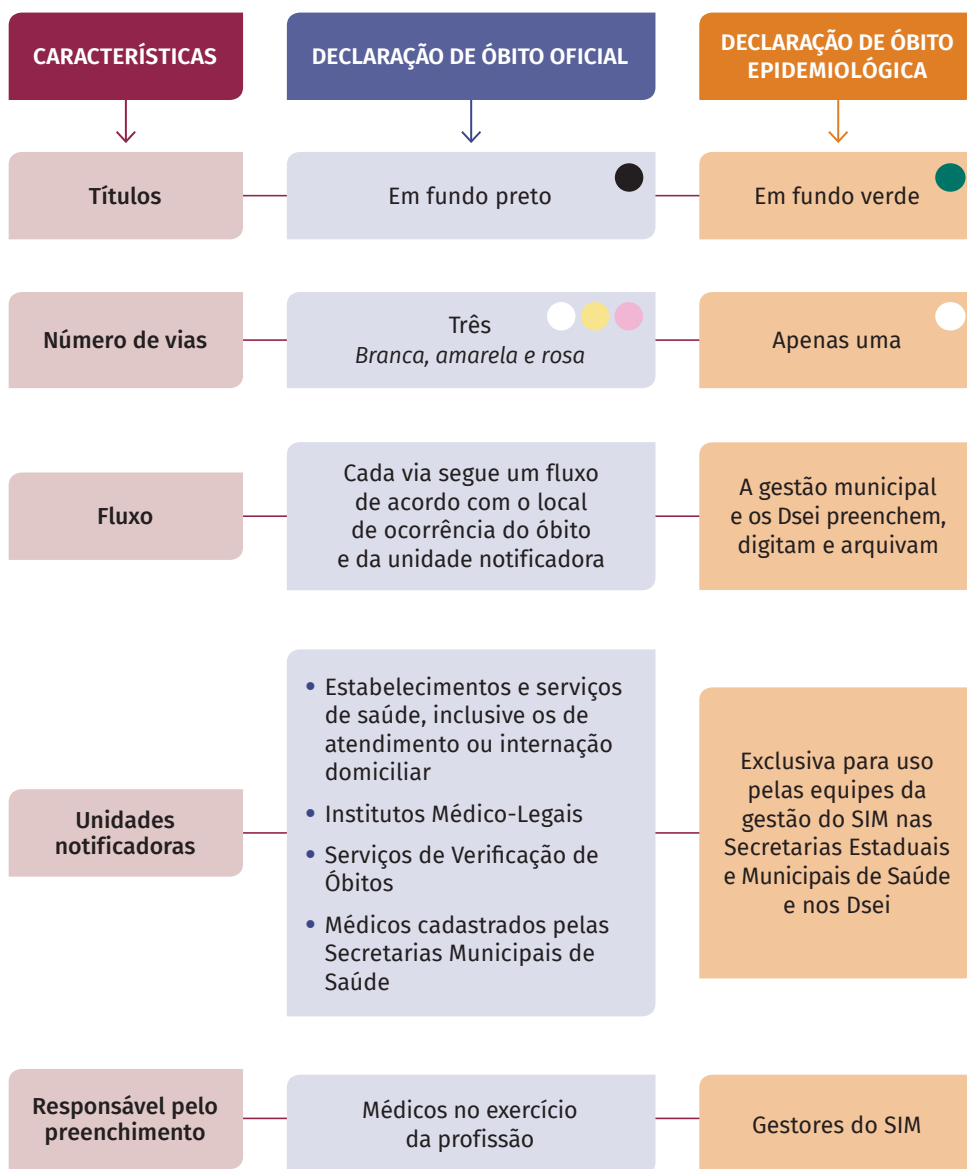 CARACTERÍSTICAS
DECLARAÇÃO DE ÓBITO OFICIAL
DECLARAÇÃO DE ÓBITO
EPIDEMIOLÓGICA
Títulos
Em fundo preto
Em fundo verde
Número de vias
Três
Branca, amarela e rosa
Apenas uma
Fluxo
Cada via segue um fluxo
de acordo com o local
de ocorrência do óbito
e da unidade notificadora
A gestão municipal
e os Dsei preenchem,
digitam e arquivam
Unidades
notificadoras
• Estabelecimentos e serviços
de saúde, inclusive os de
atendimento ou internação
domiciliar
• Institutos Médico-Legais
• Serviços de Verificação de
Óbitos
• Médicos cadastrados pelas
Secretarias Municipais de
Saúde
Exclusiva para uso
pelas equipes da
gestão do SIM nas
Secretarias Estaduais
e Municipais de Saúde
e nos Dsei
Responsável pelo
preenchimento
Médicos no exercício
da profissão
Gestores do SIM